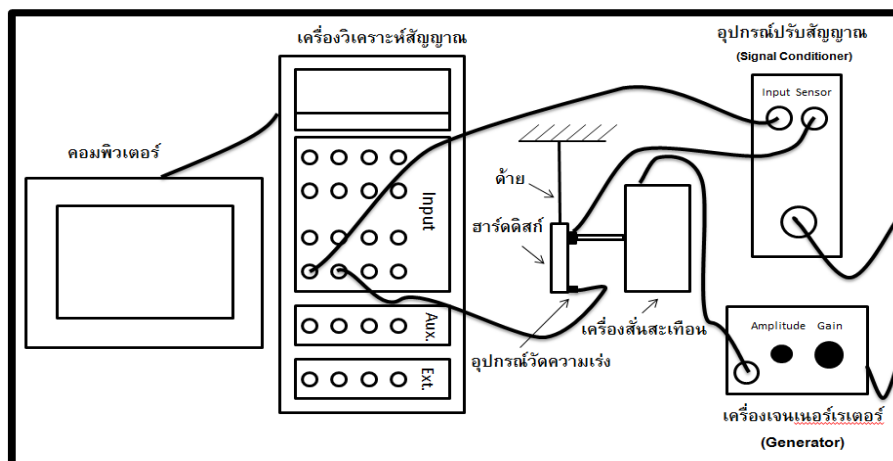 เครื่องวิเคราะห์สัญญาณ
อุปกรณ์ปรับสัญญาณ
(Signal Conditioner)
Input Sensor
คอมพิวเตอร์
Input
ด้าย
ฮาร์ดดิสก์
เครื่องสั่นสะเทือน
อุปกรณ์วัดความเร่ง
Aux.
Ext.
Amplitude Gain
เครื่องเจนเนอร์เรเตอร์
(Generator)